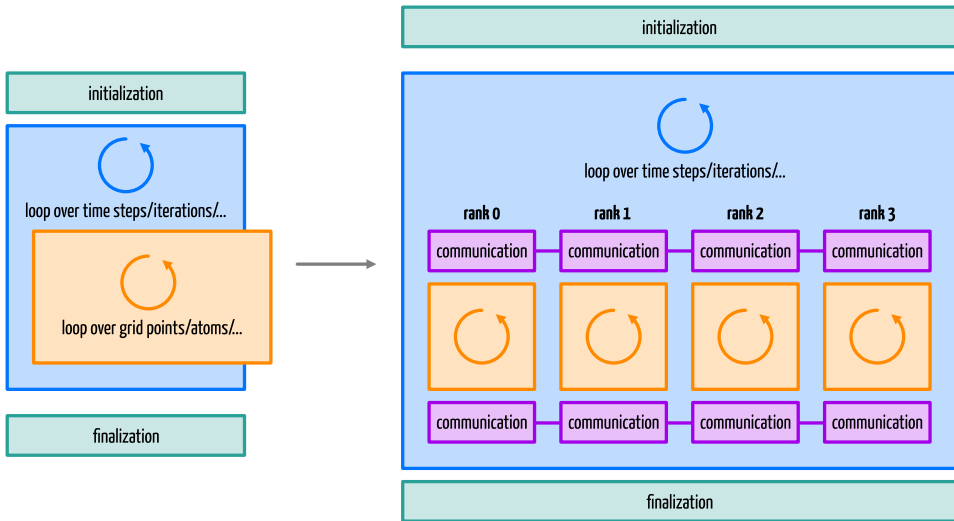 initialization
loop over time steps/iterations/...
loop over grid points/atoms/...
finalization
initialization
loop over time steps/iterations/...
rank 0 rank 1 rank 2 rank 3
communication communication communication communication
communication communication communication communication
finalization